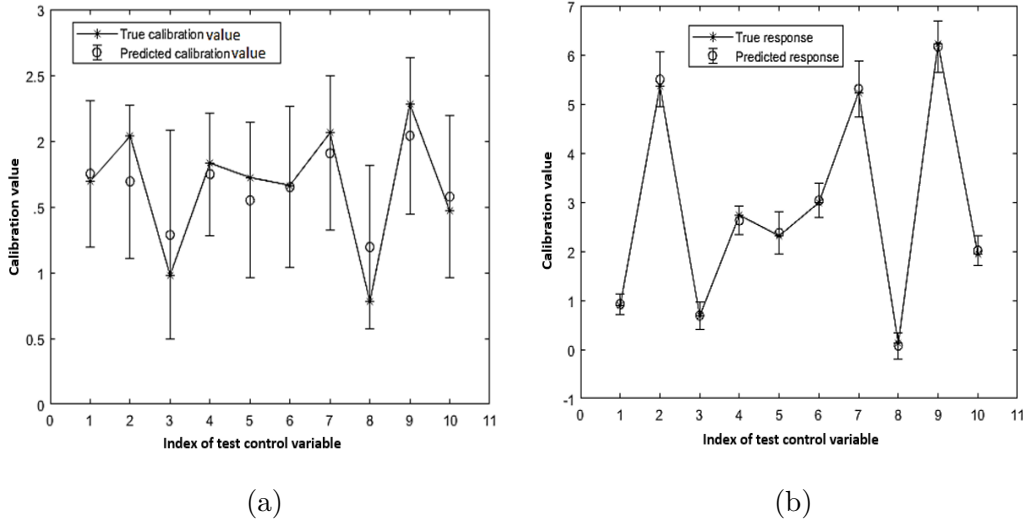 True calibration value
Predicted calibration value
3
2.5
2
.5
1
0.5
0
Calibration value
0 1 2 3 4 5 6 7 8 9 10 11
Index of test control variable
(a)
True response
Predicted response
7
6
5
4
3
2
1
0
-1
Calibration value
0 1 2 3 4 5 6 7 8 9 10 11
Index of test control variable
(b)